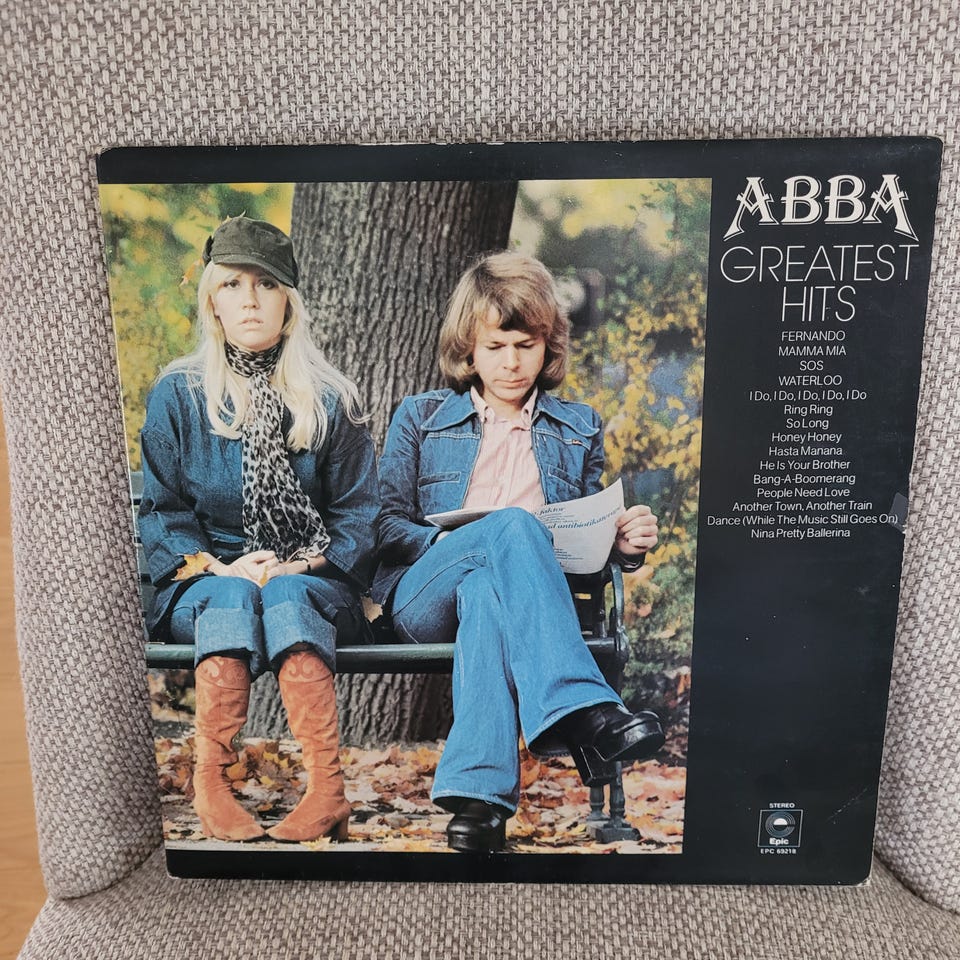 ABBA
GREATEST
HITS
FERNANDO
MAMMA MIA
SOS
WATERLOO
I Do, I Do, I Do, I Do, I Do
Ring Ring
So Long
Honey Honey
Hasta Manana
He Is Your Brother
Bang-A-Boomerang
People Need Love
Another Town, Another Train
Dance (While The Music Still Goes On)
Nina Pretty Ballerina
STEREO
Epic
EPC 69218